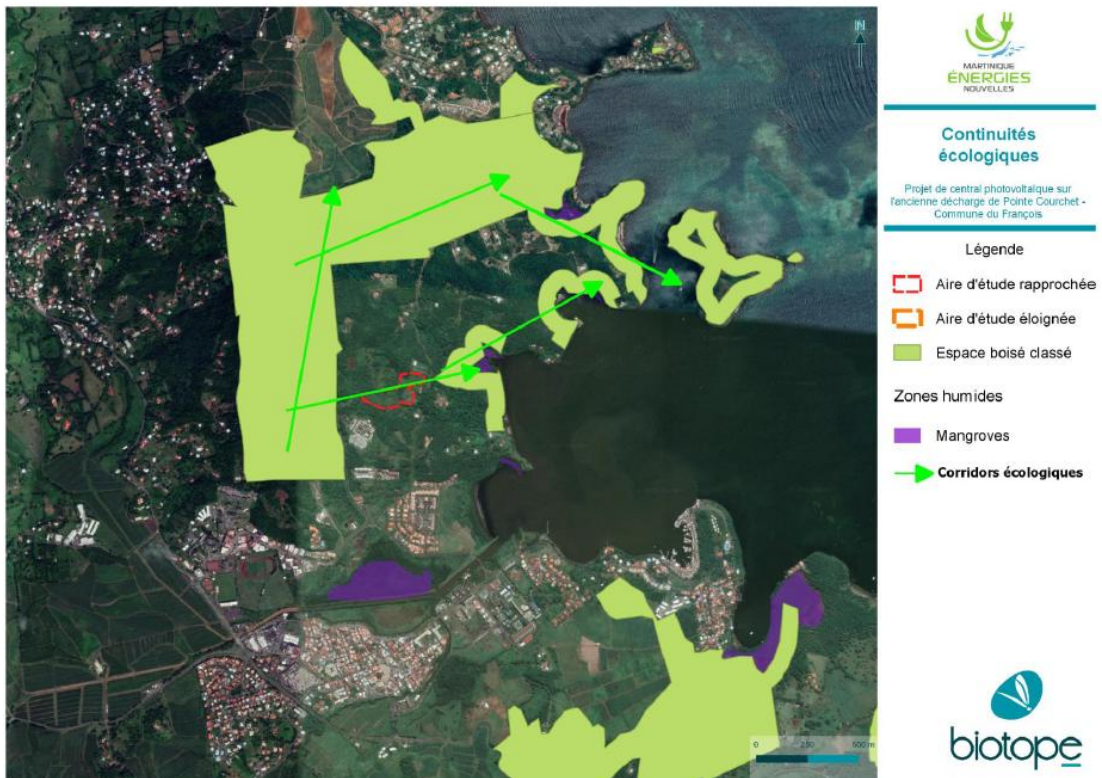 N
MARTINIQUE
ÉNERGIES
NOUVELLES
Continuités
écologiques
Projet de central photovoltaïque sur
l'ancienne décharge de Pointe Courchet -
Commune du François
Légende
Aire d'étude rapprochée
Aire d'étude éloignée
Espace boisé classé
Zones humides
Mangroves
Corridors écologiques
0 250 500 m
biotope